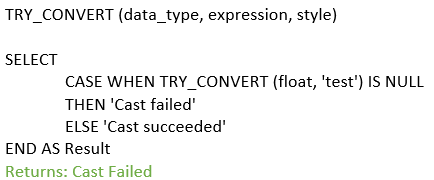 TRY_CONVERT (data_type, expression, style)
SELECT
CASE WHEN TRY_CONVERT (float, 'test') IS NULL
THEN 'Cast failed'
ELSE 'Cast succeeded'
END AS Result
Returns: Cast Failed